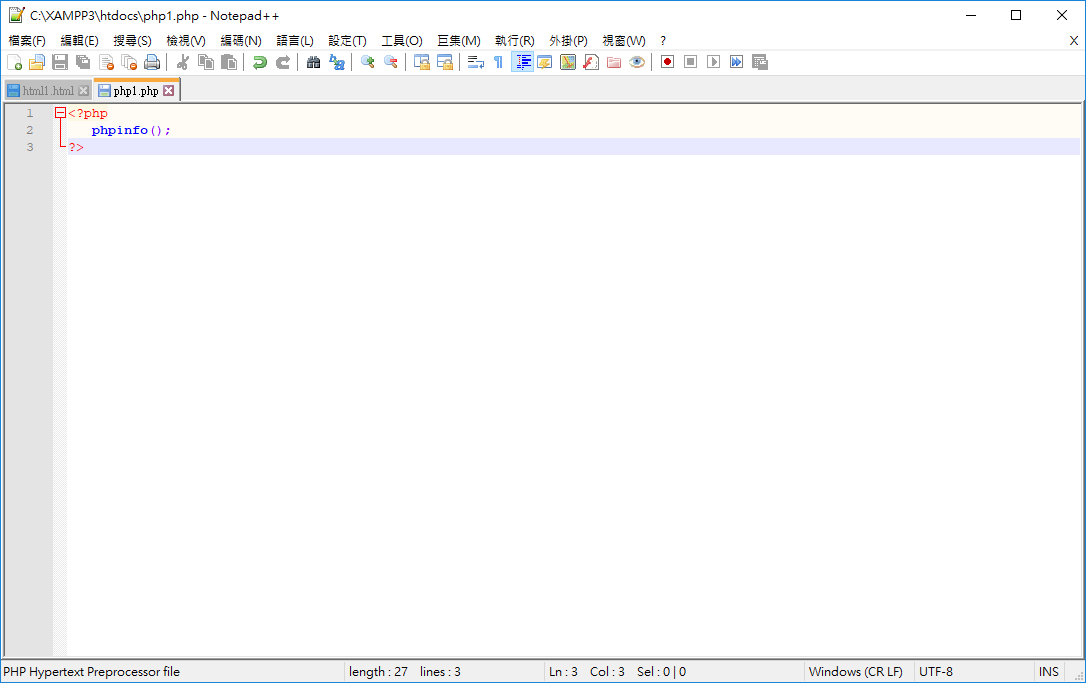 C:\XAMPP3\htdocs\php1.php - Notepad++
檔案(F) 編輯(E) 搜尋(S) 檢視(V) 編碼(N) 語言(L) 設定(T) 工具(O) 巨集(M) 執行(R) 外掛(P) 視窗(W) ? X
html1.html php1.php
1 <?php
2 phpinfo();
3 ?>
PHP Hypertext Preprocessor file length : 27 lines : 3 Ln : 3 Col : 3 Sel : 0 | 0 Windows (CR LF) UTF-8 INS